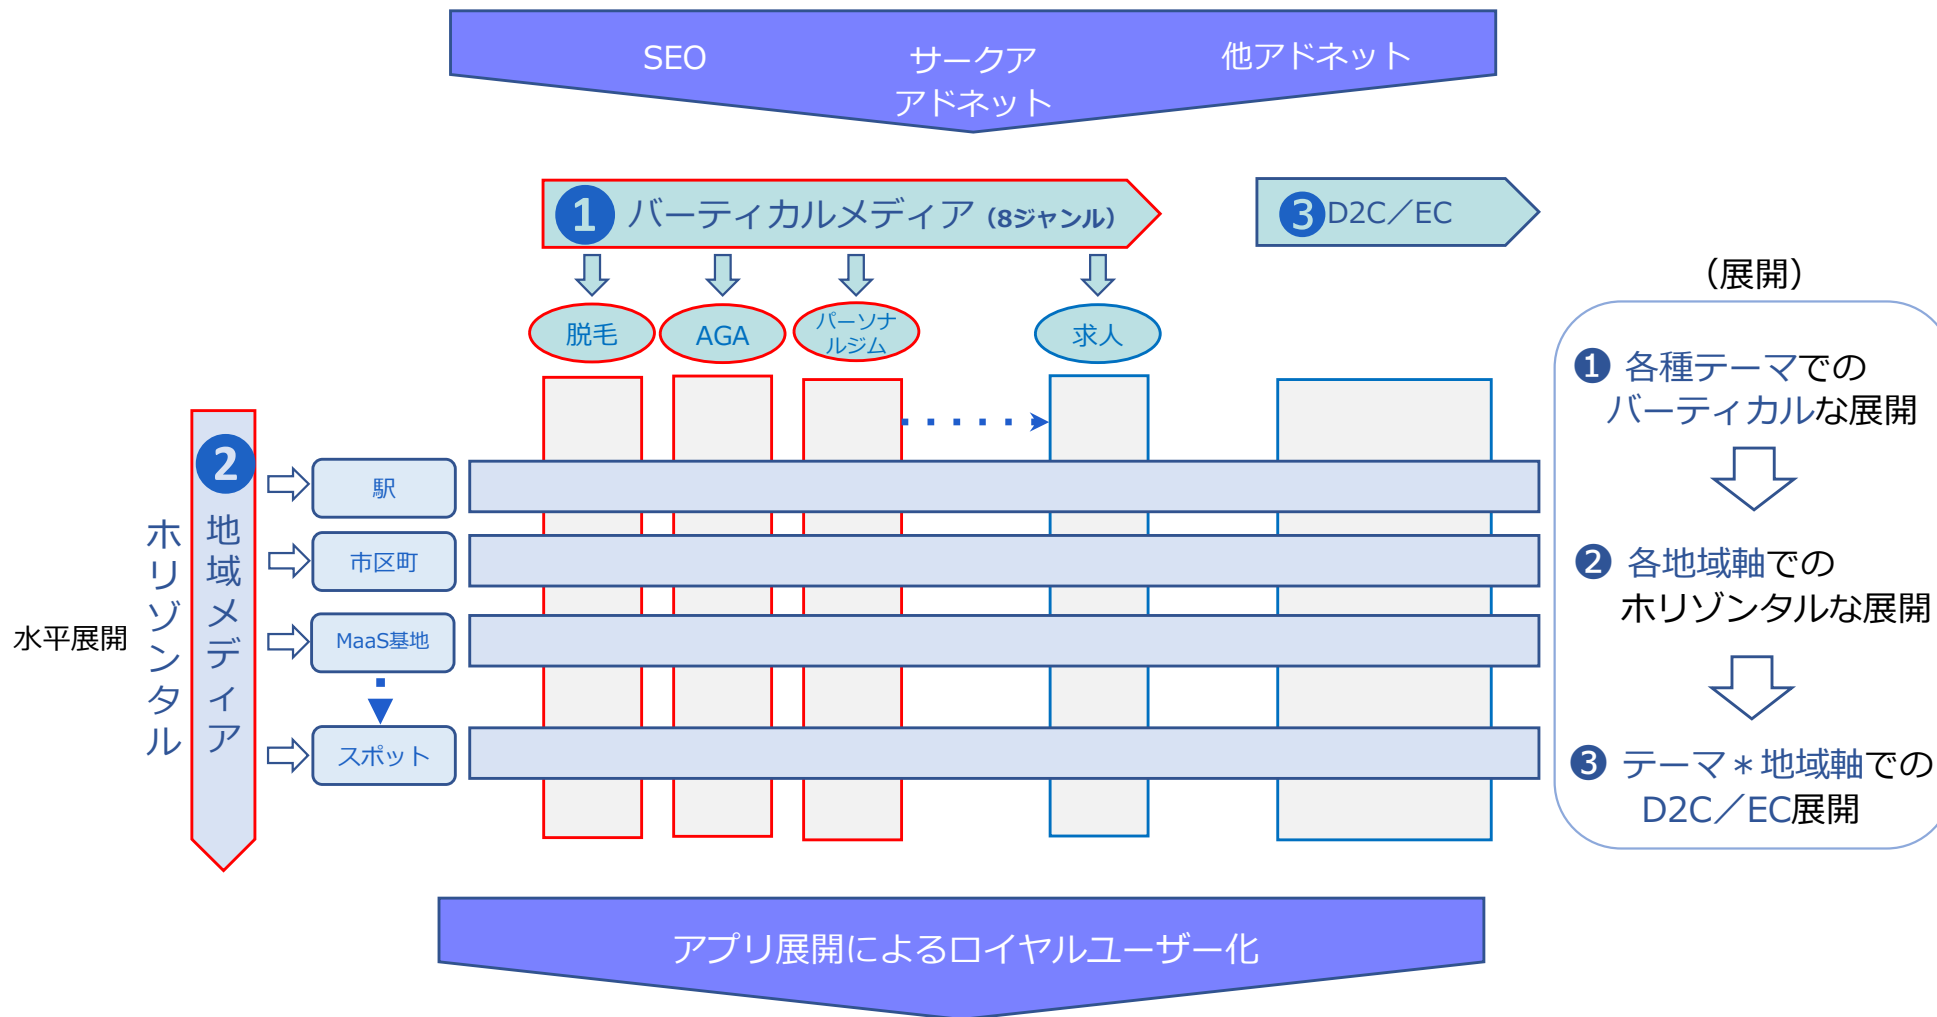 SEO
サークア
アドネット
他アドネット
❶ バーティカルメディア（8ジャンル）
❸ D2C／EC
脱毛
AGA
パーソナ
ルジム
求人
（展開）
❶ 各種テーマでの
バーティカルな展開
❷ 各地域軸での
ホリゾンタルな展開
❸ テーマ＊地域軸での
D2C／EC展開
水平展開
ホリゾンタル
❷ 地域メディア
駅
市区町
MaaS基地
スポット
アプリ展開によるロイヤルユーザー化